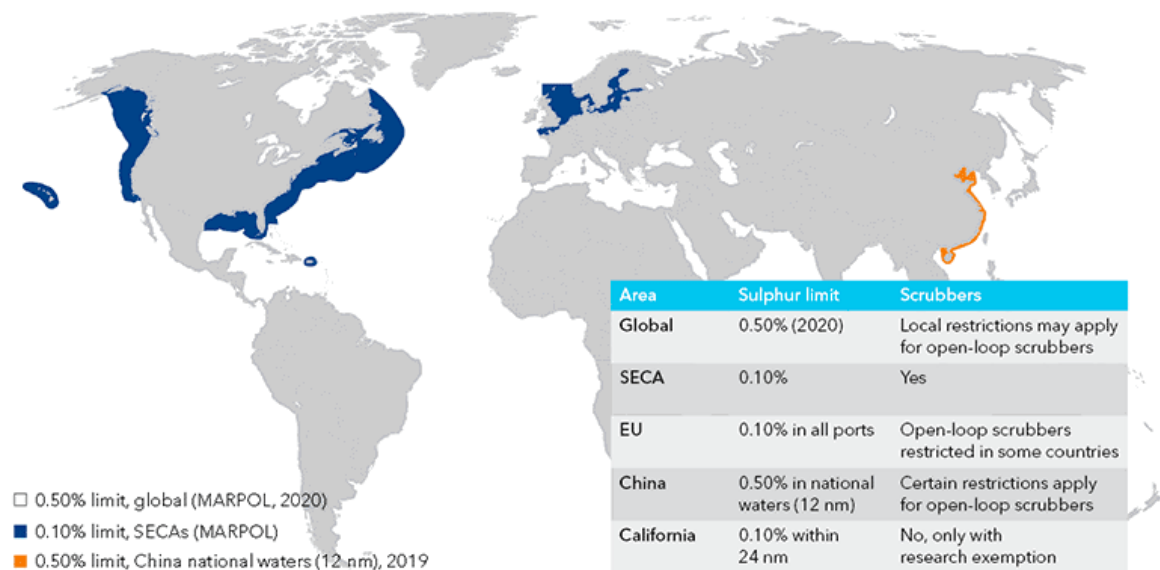 Area Sulphur limit Scrubbers
Global 0.50% (2020) Local restrictions may apply
for open-loop scrubbers
SECA 0.10% Yes
EU 0.10% in all ports Open-loop scrubbers
restricted in some countries
China 0.50% in national Certain restrictions apply
waters (12 nm) for open-loop scrubbers
California 0.10% within No, only with
24 nm research exemption
0.50% limit, global (MARPOL, 2020)
0.10% limit, SECAs (MARPOL)
0.50% limit, China national waters (12 nm), 2019